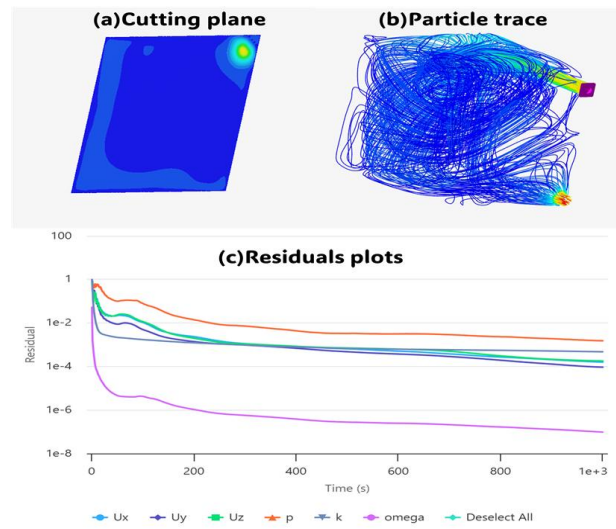 (a)Cutting plane
(b)Particle trace
(c)Residuals plots
100
1
1e-2
1e-4
1e-6
1e-8
Residual
0
200
400
600
800
1e+3
Time (s)
Ux
Uy
Uz
p
k
omega
Deselect All